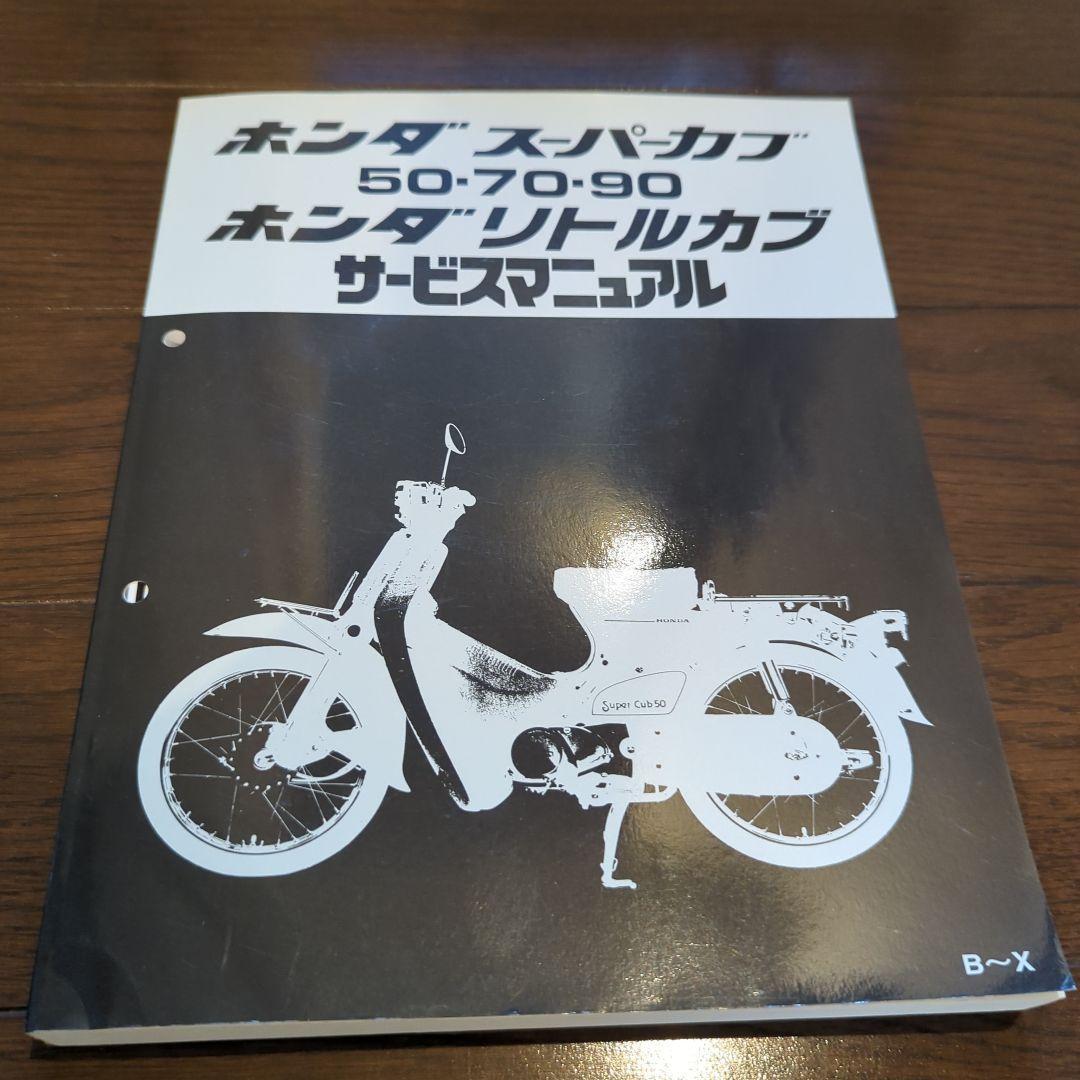 ホンダ スーパーカブ
50・70・90
ホンダ リトルカブ
サービスマニュアル
HONDA
Super Cub 50
B〜X